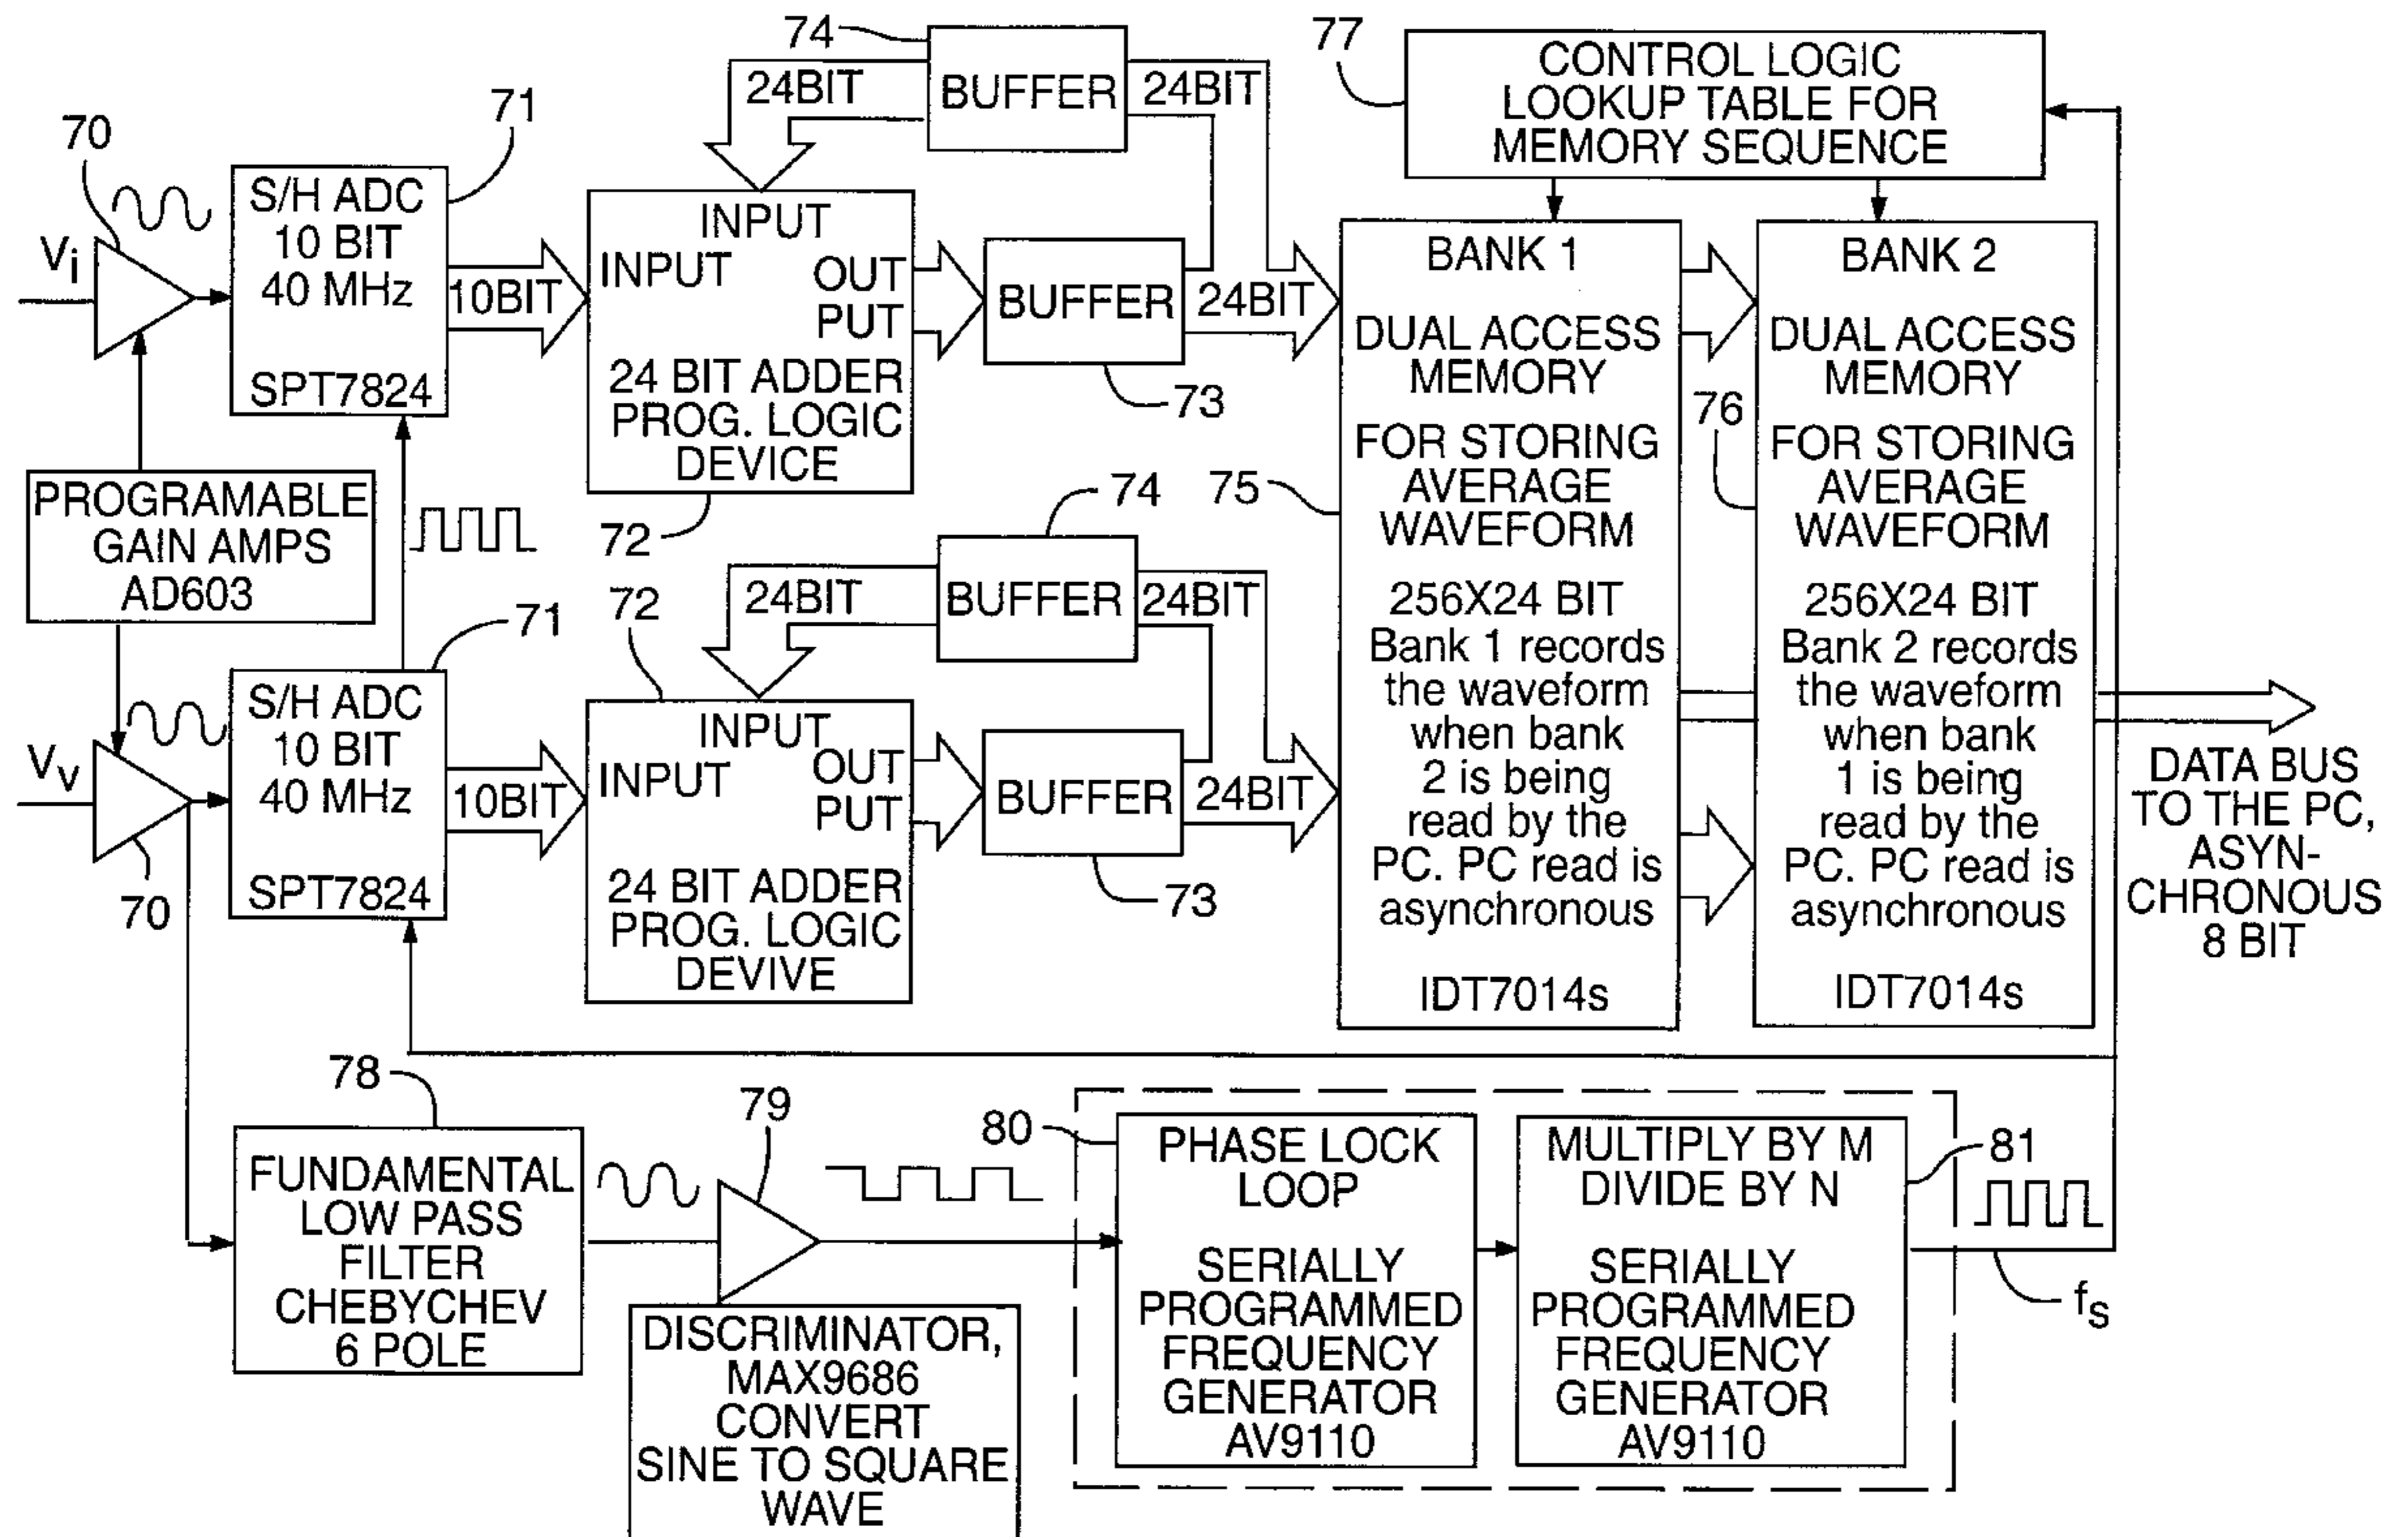 74
77
BUFFER
24BIT
24BIT
CONTROL LOGIC
LOOKUP TABLE FOR
MEMORY SEQUENCE
70
71
Vi
S/H ADC
10 BIT
40 MHz
SPT7824
10BIT
INPUT
INPUT
OUT
PUT
24 BIT ADDER
PROG. LOGIC
DEVICE
72
BUFFER
73
24BIT
PROGRAMABLE
GAIN AMPS
AD603
74
BUFFER
24BIT
24BIT
72
71
Vv
70
S/H ADC
10 BIT
40 MHz
SPT7824
10BIT
INPUT
INPUT
OUT
PUT
24 BIT ADDER
PROG. LOGIC
DEVIVE
BUFFER
73
24BIT
75
BANK 1
DUAL ACCESS
MEMORY
FOR STORING
AVERAGE
WAVEFORM
256X24 BIT
Bank 1 records
the waveform
when bank
2 is being
read by the
PC. PC read is
asynchronous
IDT7014s
76
BANK 2
DUAL ACCESS
MEMORY
FOR STORING
AVERAGE
WAVEFORM
256X24 BIT
Bank 2 records
the waveform
when bank
1 is being
read by the
PC. PC read is
asynchronous
IDT7014s
DATA BUS
TO THE PC,
ASYN-
CHRONOUS
8 BIT
78
FUNDAMENTAL
LOW PASS
FILTER
CHEBYCHEV
6 POLE
79
DISCRIMINATOR,
MAX9686
CONVERT
SINE TO SQUARE
WAVE
80
PHASE LOCK
LOOP
SERIALLY
PROGRAMMED
FREQUENCY
GENERATOR
AV9110
MULTIPLY BY M
DIVIDE BY N
SERIALLY
PROGRAMMED
FREQUENCY
GENERATOR
AV9110
81
fs